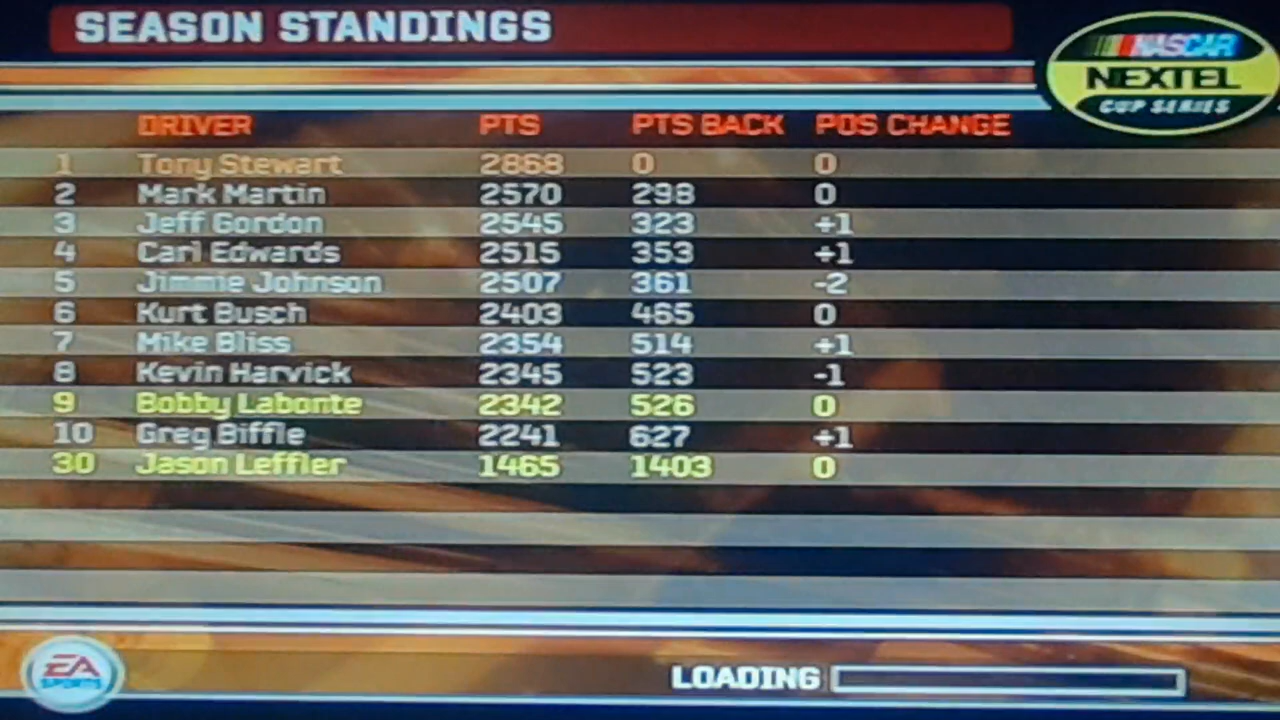 SEASON STANDINGS
NASCAR
NEXTEL
CUP SERIES
DRIVER PTS PTS BACK POS CHANGE
1 Tony Stewart 2868 0 0
2 Mark Martin 2570 298 0
3 Jeff Gordon 2545 323 +1
4 Carl Edwards 2515 353 +1
5 Jimmie Johnson 2507 361 -2
6 Kurt Busch 2403 465 0
7 Mike Bliss 2354 514 +1
8 Kevin Harvick 2345 523 -1
9 Bobby Labonte 2342 526 0
10 Greg Biffle 2241 627 +1
30 Jason Leffler 1465 1403 0
EA
SPORTS
LOADING